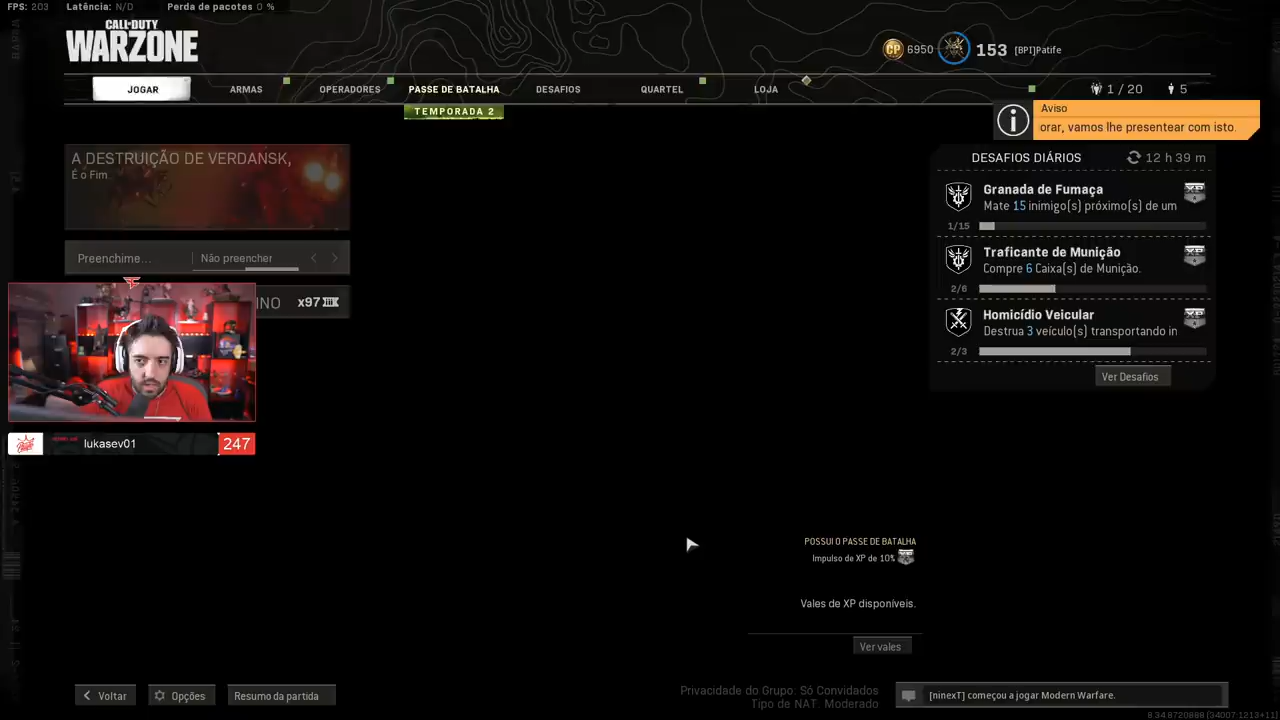 FPS: 203 Latência: N/D Perda de pacotes 0 %
CALL OF DUTY
WARZONE
CP 6950 153 [BPI]Patife
JOGAR ARMAS OPERADORES PASSE DE BATALHA DESAFIOS QUARTEL LOJA 1 / 20 5
TEMPORADA 2
Aviso
orar, vamos lhe presentear com isto.
A DESTRUIÇÃO DE VERDANSK,
É o Fim
Preenchime... Não preencher
INO x97
DESAFIOS DIÁRIOS 12 h 39 m
Granada de Fumaça
Mate 15 inimigo(s) próximo(s) de um
1/15
Traficante de Munição
Compre 6 Caixa(s) de Munição.
2/6
Homicídio Veicular
Destrua 3 veículo(s) transportando in
2/3
Ver Desafios
lukasev01 247
POSSUI O PASSE DE BATALHA
Impulso de XP de 10%
Vales de XP disponíveis.
Ver vales
Voltar Opções Resumo da partida
Privacidade do Grupo: Só Convidados
Tipo de NAT: Moderado
[ninexT] começou a jogar Modern Warfare.